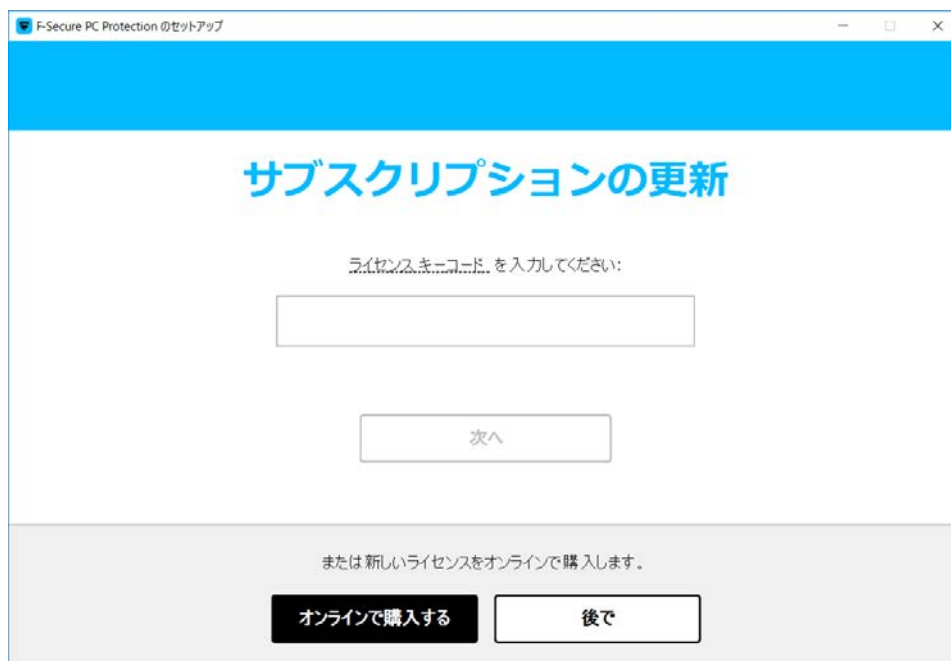 F-Secure PC Protection のセットアップ
サブスクリプションの更新
ライセンス キーコード を入力してください:
次へ
または新しいライセンスをオンラインで購入します。
オンラインで購入する
後で